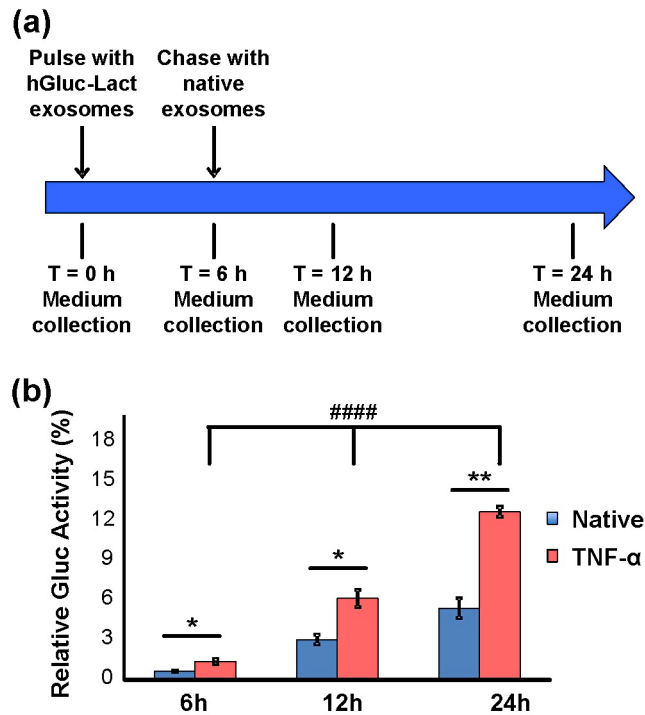 (a)
Pulse with
hGluc-Lact
exosomes
Chase with
native
exosomes
T = 0 h
Medium
collection
T = 6 h
Medium
collection
T = 12 h
Medium
collection
T = 24 h
Medium
collection
(b)
Relative Gluc Activity (%)
18
15
12
9
6
3
0
####
*
*
**
Native
TNF-α
6h
12h
24h